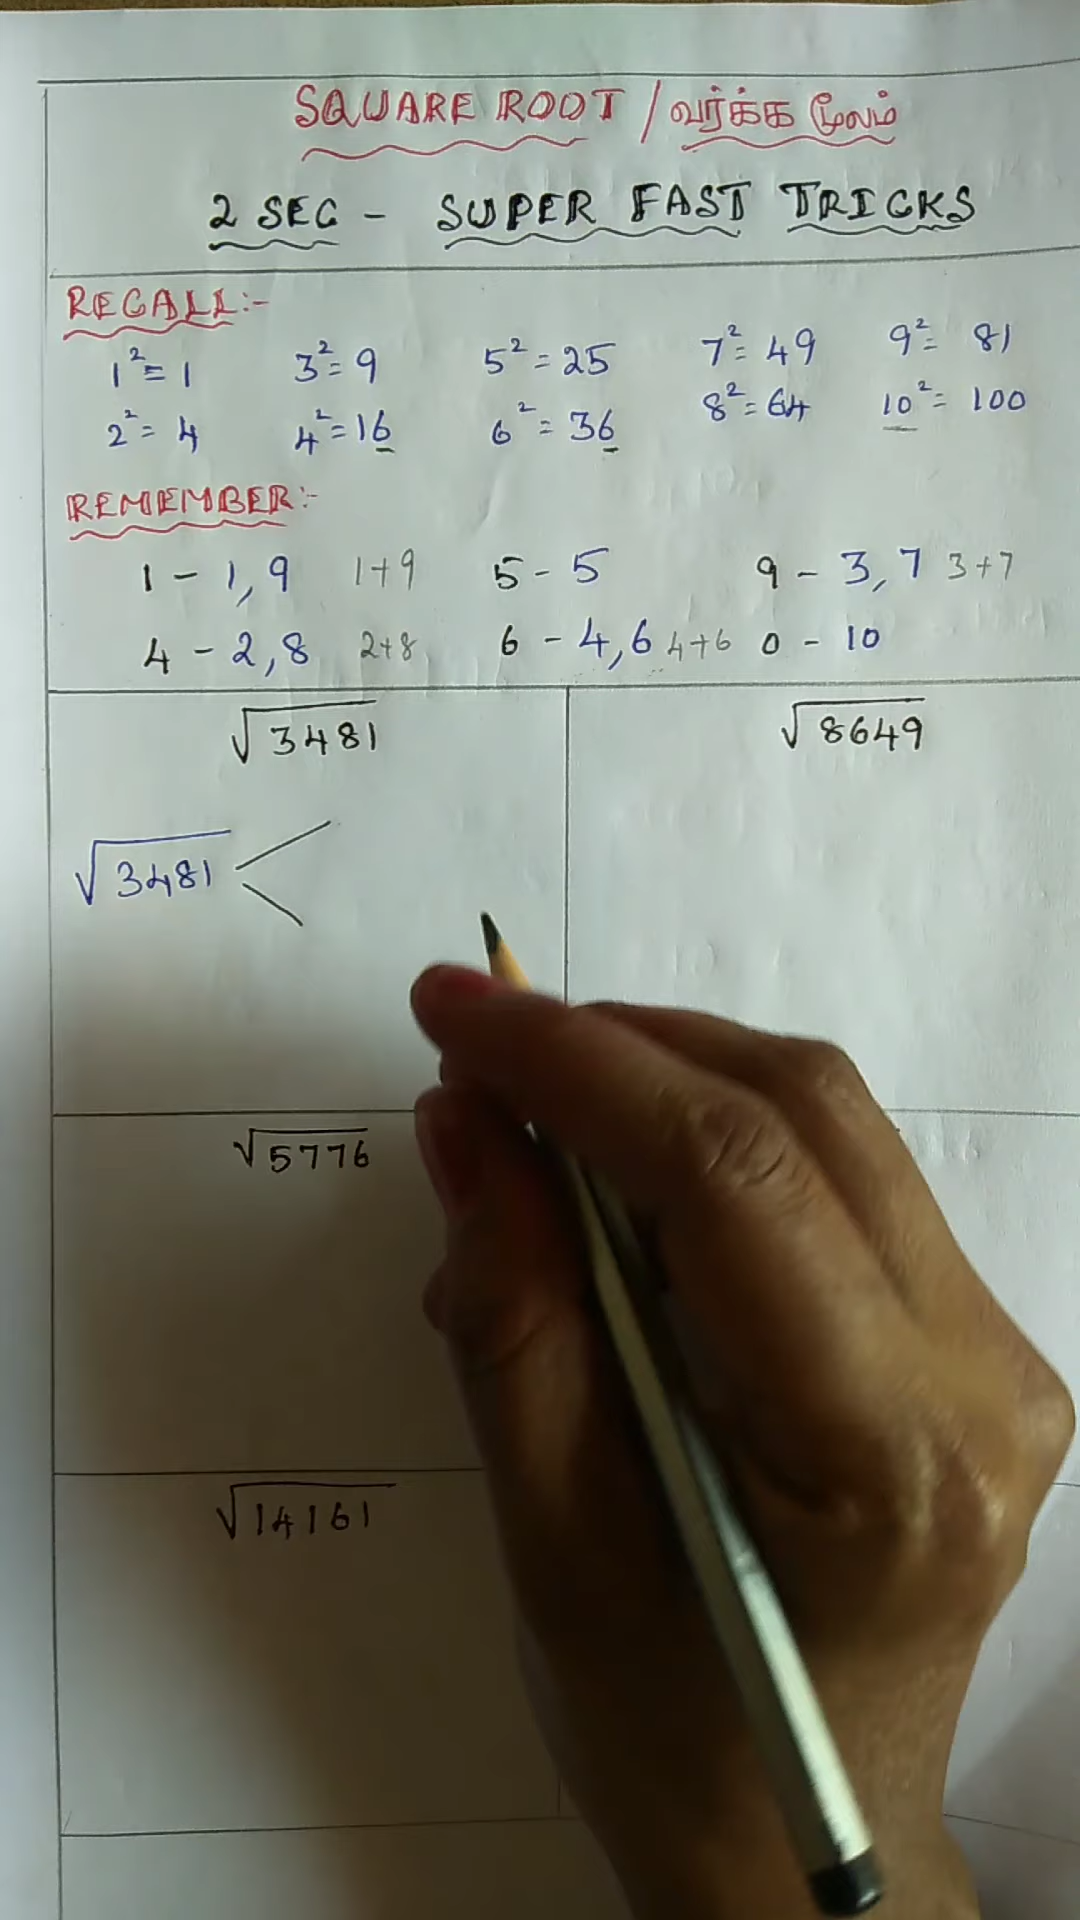 SQUARE ROOT / வர்க்க மூலம்
2 SEC - SUPER FAST TRICKS
RECALL:-
1² = 1 3² = 9 5² = 25 7² = 49 9² = 81
2² = 4 4² = 16 6² = 36 8² = 64 10² = 100
REMEMBER:-
1 - 1, 9 1+9 5 - 5 9 - 3, 7 3+7
4 - 2, 8 2+8 6 - 4, 6 4+6 0 - 10
√3481 √8649
√3481
√5776
√14161